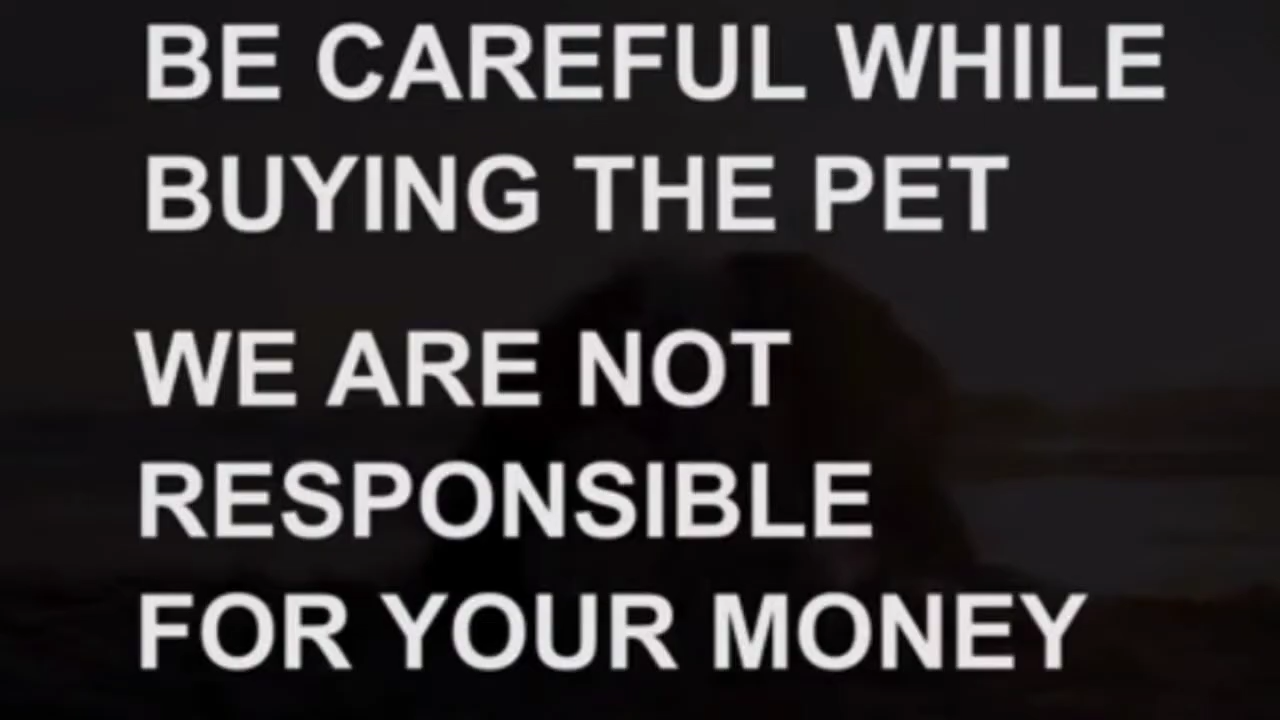 BE CAREFUL WHILE
BUYING THE PET
WE ARE NOT
RESPONSIBLE
FOR YOUR MONEY